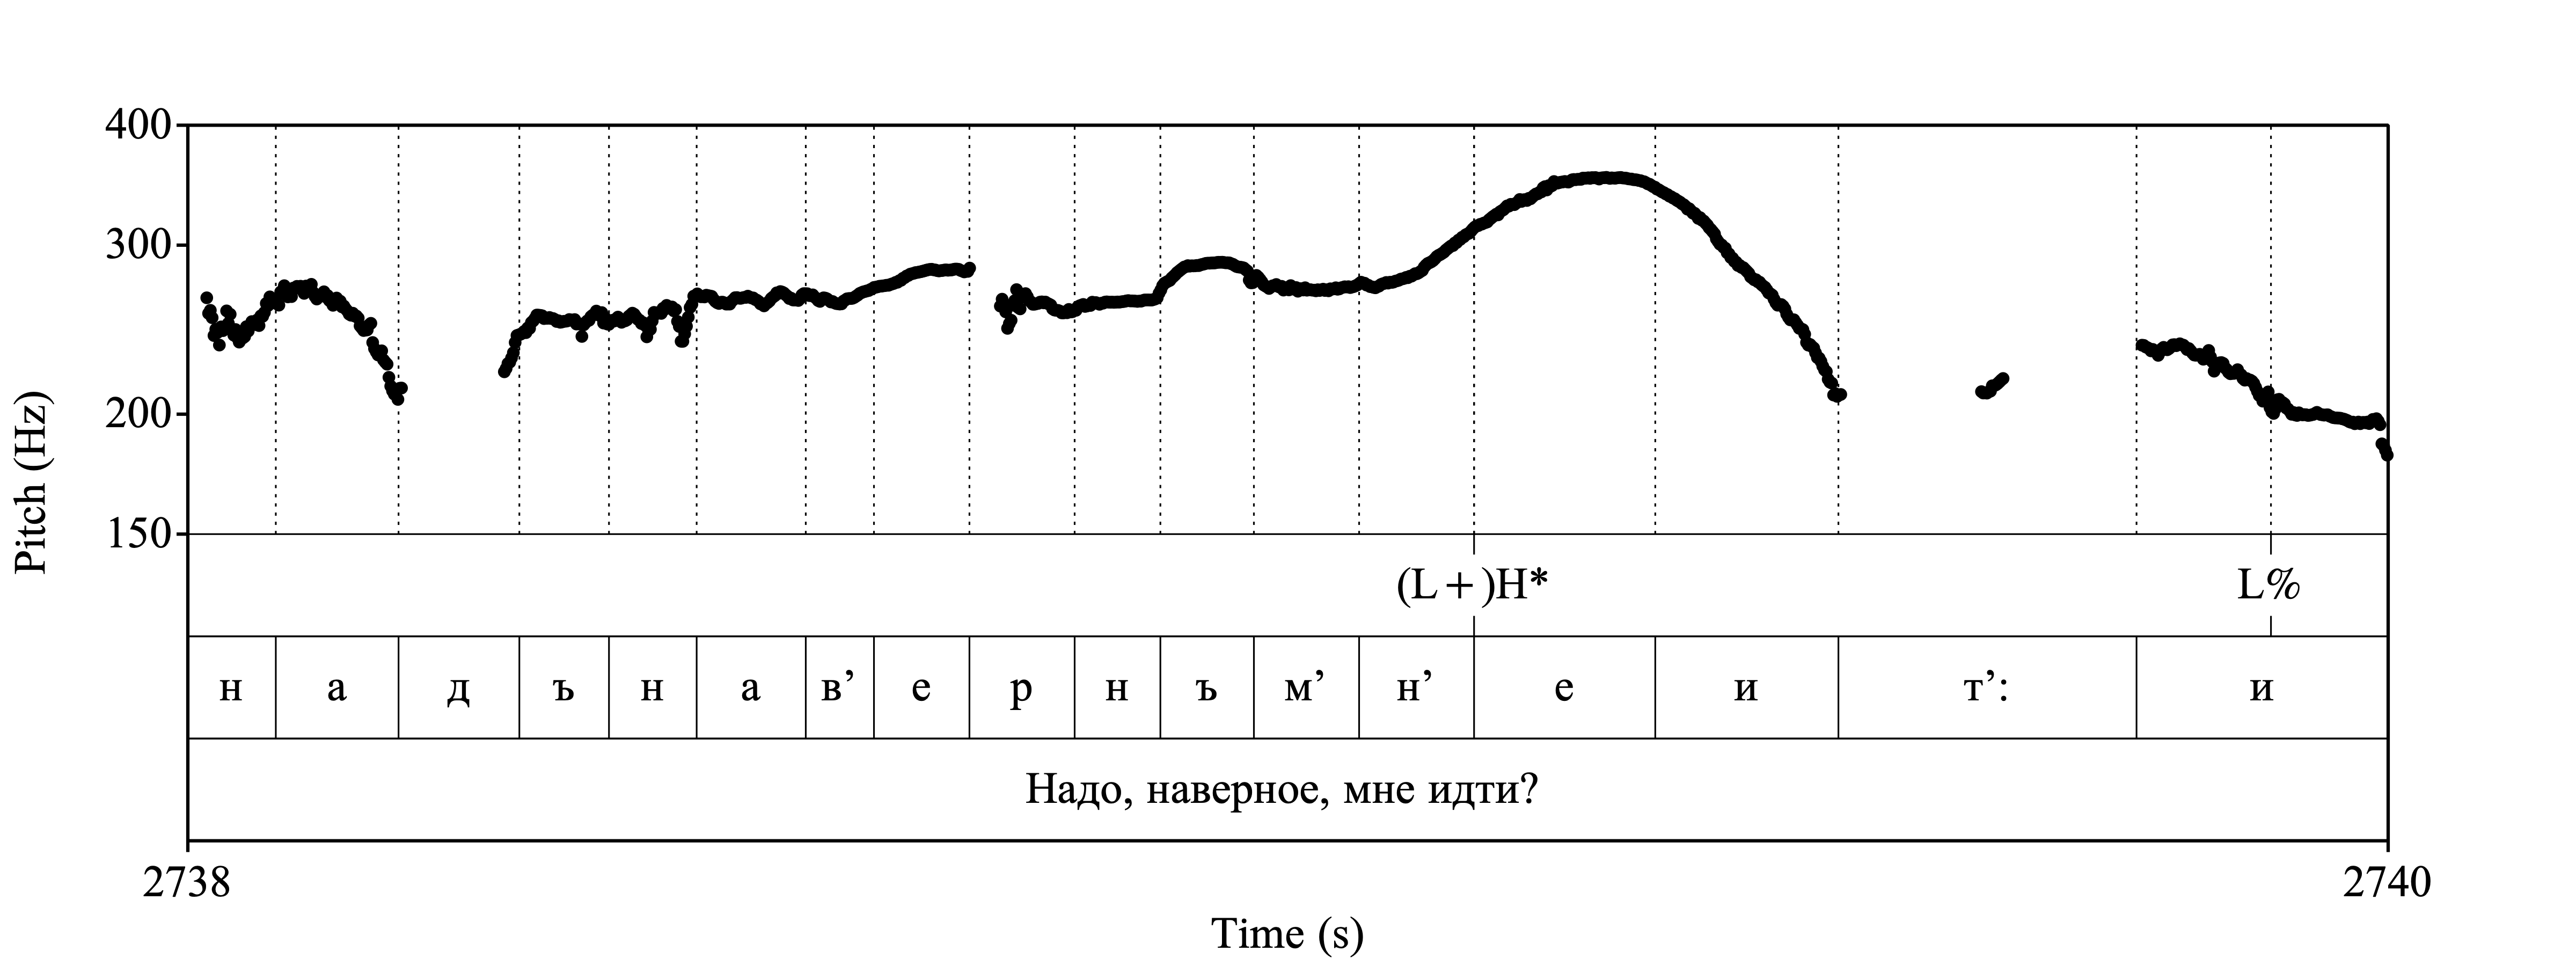 400
300
200
150
Pitch (Hz)
(L+)H* L%
н а д ъ н а в’ е р н ъ м’ н’ е и т’: и
Надо, наверное, мне идти?
2738 2740
Time (s)